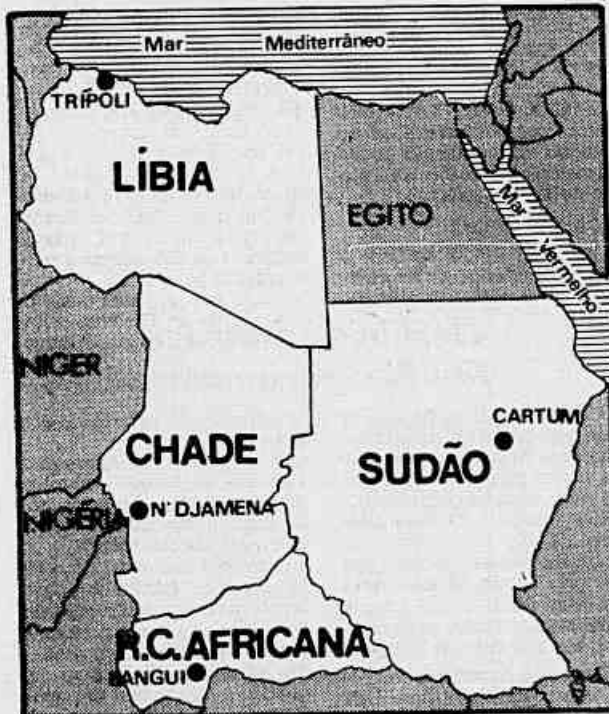 Mar Mediterrâneo
TRÍPOLI
LÍBIA
EGITO
Mar Vermelho
NIGER
CHADE
CARTUM
SUDÃO
NIGÉRIA
N'DJAMENA
R.C.AFRICANA
BANGUI